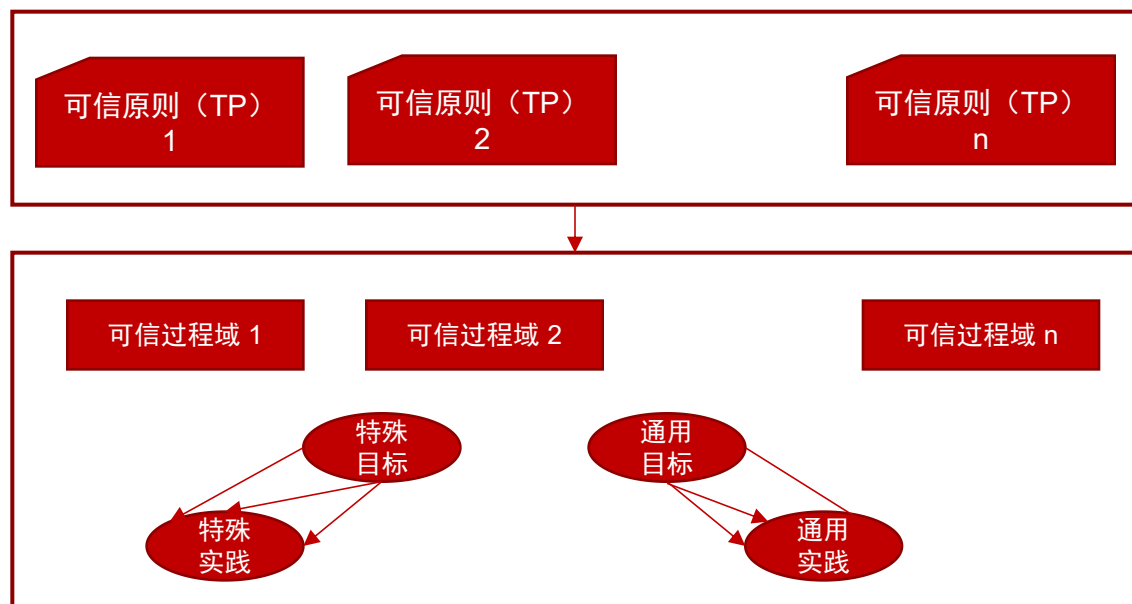 可信原则（TP）
1
可信原则（TP）
2
可信原则（TP）
n
可信过程域 1
可信过程域 2
可信过程域 n
特殊
目标
通用
目标
特殊
实践
通用
实践